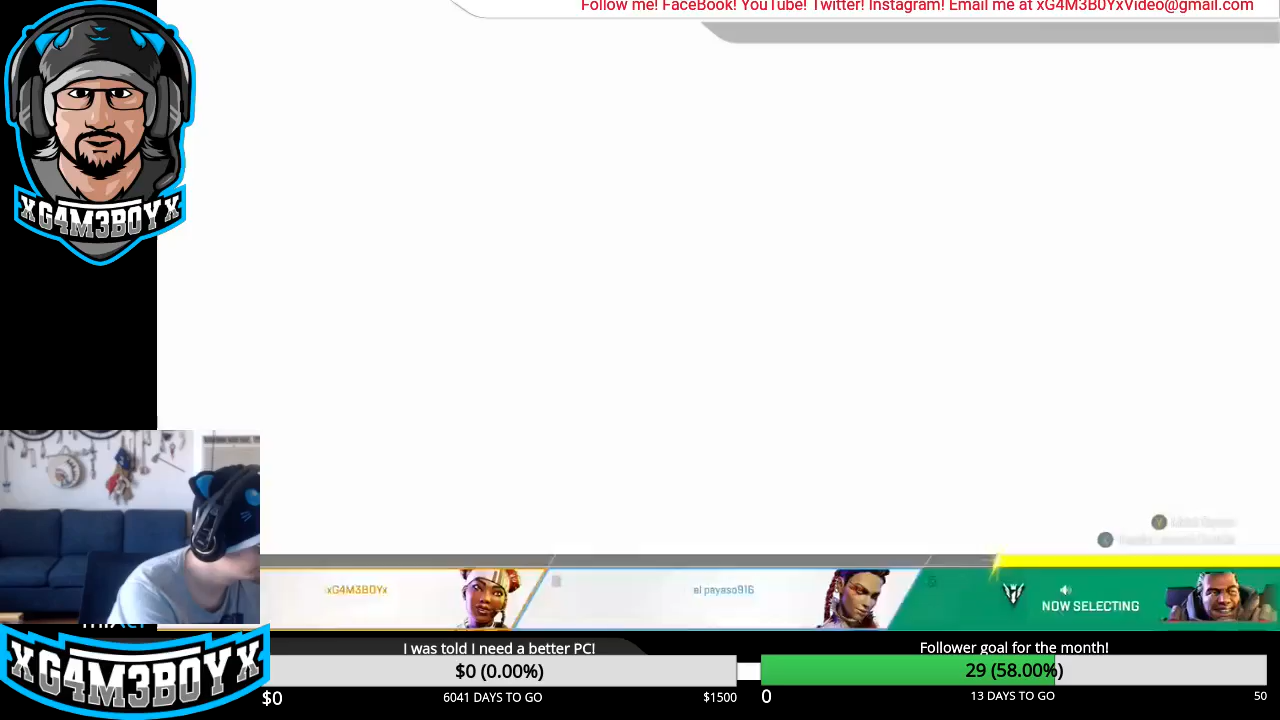 Follow me! FaceBook! YouTube! Twitter! Instagram! Email me at xG4M3B0YxVideo@gmail.com
XG4M3B0YX
xG4M3B0Yx
el payaso916
NOW SELECTING
XG4M3B0YX
I was told I need a better PC!
$0 (0.00%)
$0
6041 DAYS TO GO
$1500
Follower goal for the month!
29 (58.00%)
0
13 DAYS TO GO
50